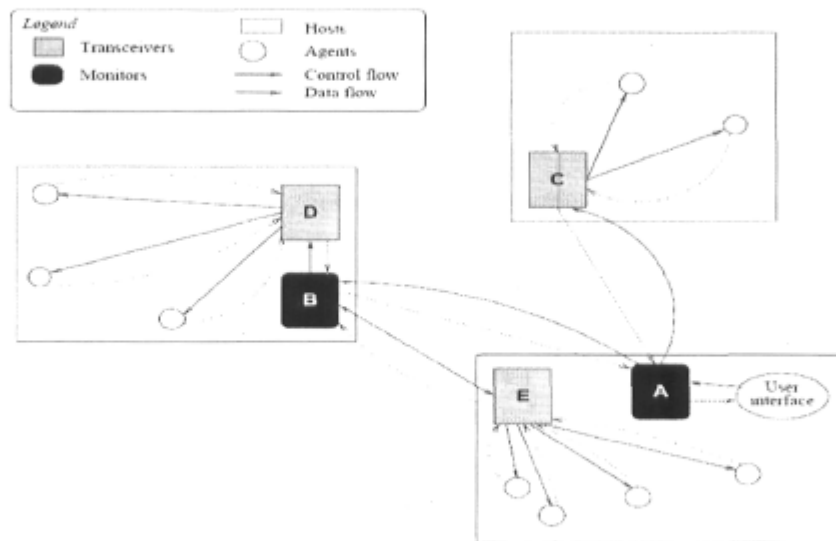 Legend
Transceivers
Monitors
Hosts
Agents
Control flow
Data flow
C
D
B
E
A
User
interface